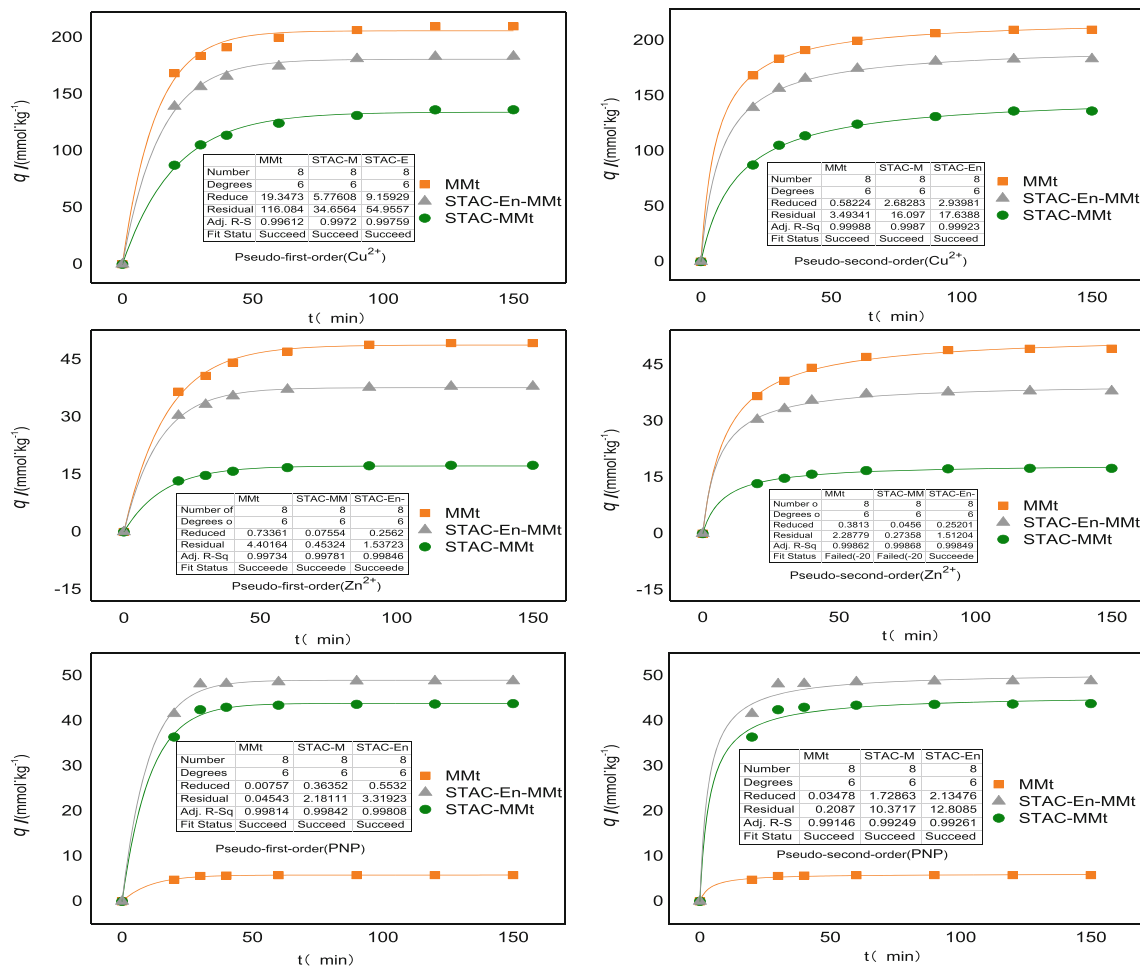 200
150
100
50
0
q /(mmol·kg⁻¹)
MMt STAC-M STAC-E
Number 8 8 8
Degrees 6 6 6
Reduce 19.3473 5.77608 9.15929
Residual 116.084 34.6564 54.9557
Adj. R-S 0.99612 0.9972 0.99759
Fit Statu Succeed Succeed Succeed
MMt
STAC-En-MMt
STAC-MMt
Pseudo-first-order(Cu²⁺)
0 50 100 150
t( min)
200
150
100
50
0
q /(mmol·kg⁻¹)
MMt STAC-M STAC-En
Number 8 8 8
Degrees 6 6 6
Reduced 0.58224 2.68283 2.93981
Residual 3.49341 16.097 17.6388
Adj. R-Sq 0.99988 0.9987 0.99923
Fit Status Succeed Succeed Succeed
MMt
STAC-En-MMt
STAC-MMt
Pseudo-second-order(Cu²⁺)
0 50 100 150
t( min)
45
30
15
0
-15
q /(mmol·kg⁻¹)
MMt STAC-MM STAC-En-
Number of 8 8 8
Degrees o 6 6 6
Reduced 0.73361 0.07554 0.2562
Residual 4.40164 0.45324 1.53723
Adj. R-Sq 0.99734 0.99781 0.99846
Fit Status Succeede Succeede Succeede
MMt
STAC-En-MMt
STAC-MMt
Pseudo-first-order(Zn²⁺)
0 50 100 150
t( min)
45
30
15
0
-15
q /(mmol·kg⁻¹)
MMt STAC-MM STAC-En-
Number o 8 8 8
Degrees o 6 6 6
Reduced 0.3813 0.0456 0.25201
Residual 2.28779 0.27358 1.51204
Adj. R-Sq 0.99862 0.99868 0.99849
Fit Status Failed(-20 Failed(-20 Succeede
MMt
STAC-En-MMt
STAC-MMt
Pseudo-second-order(Zn²⁺)
0 50 100 150
t( min)
50
40
30
20
10
0
q /(mmol·kg⁻¹)
MMt STAC-M STAC-En
Number 8 8 8
Degrees 6 6 6
Reduced 0.00757 0.36352 0.5532
Residual 0.04543 2.18111 3.31923
Adj. R-Sq 0.99814 0.99842 0.99808
Fit Status Succeed Succeed Succeed
MMt
STAC-En-MMt
STAC-MMt
Pseudo-first-order(PNP)
0 50 100 150
t( min)
50
40
30
20
10
0
q /(mmol·kg⁻¹)
MMt STAC-M STAC-En
Number 8 8 8
Degrees 6 6 6
Reduced 0.03478 1.72863 2.13476
Residual 0.2087 10.3717 12.8085
Adj. R-S 0.99146 0.99249 0.99261
Fit Statu Succeed Succeed Succeed
MMt
STAC-En-MMt
STAC-MMt
Pseudo-second-order(PNP)
0 50 100 150
t( min)